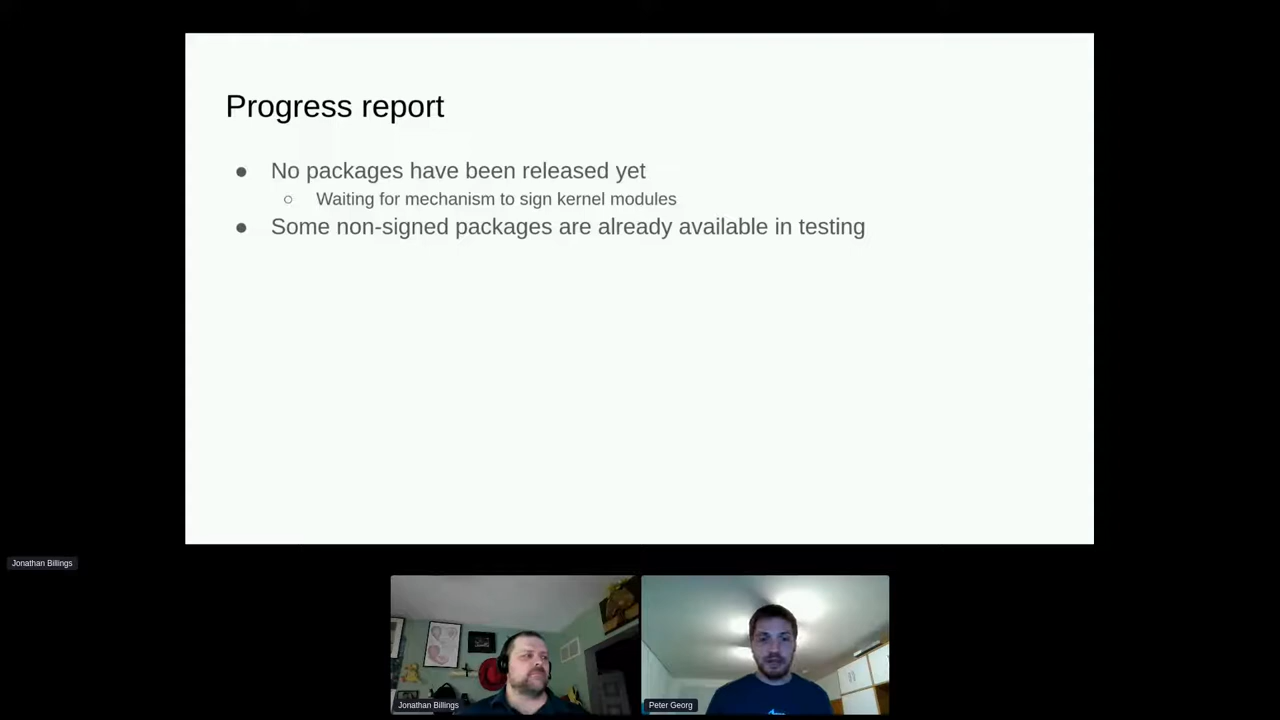 Progress report
● No packages have been released yet
○ Waiting for mechanism to sign kernel modules
● Some non-signed packages are already available in testing
Jonathan Billings
Jonathan Billings
Peter Georg